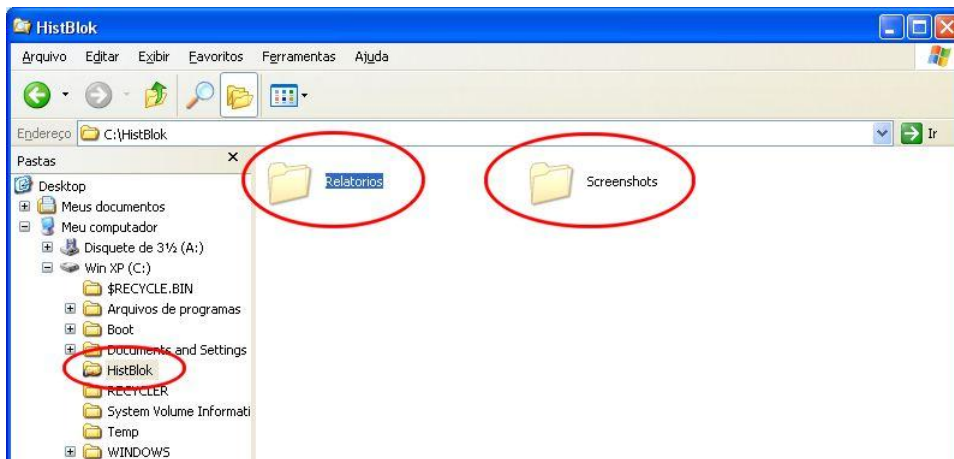 HistBlok
Arquivo Editar Exibir Favoritos Ferramentas Ajuda
Endereço C:\HistBlok Ir
Pastas
Relatorios Screenshots
Desktop
Meus documentos
Meu computador
Disquete de 3½ (A:)
Win XP (C:)
$RECYCLE.BIN
Arquivos de programas
Boot
Documents and Settings
HistBlok
RECYCLER
System Volume Informati
Temp
WINDOWS